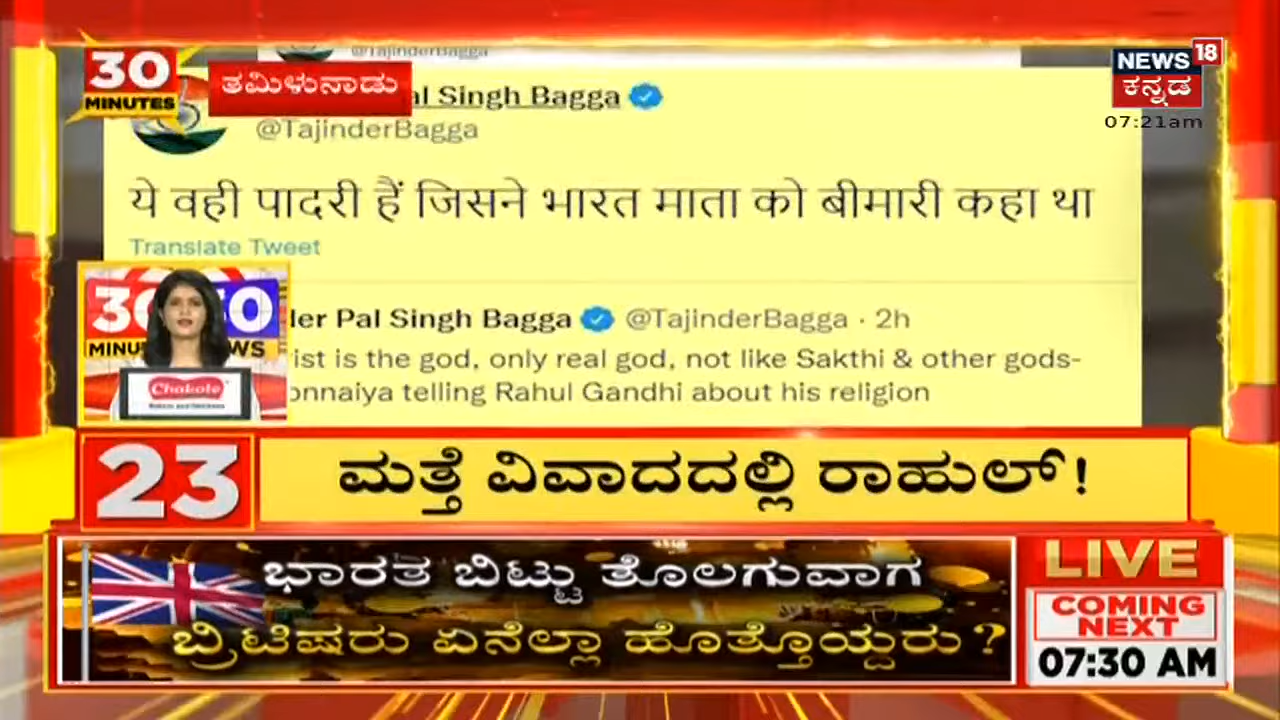 @TajinderBagga
30
MINUTES
ತಮಿಳುನಾಡು
al Singh Bagga
@TajinderBagga
NEWS 18
ಕನ್ನಡ
07:21am
ये वही पादरी हैं जिसने भारत माता को बीमारी कहा था
Translate Tweet
der Pal Singh Bagga @TajinderBagga · 2h
ist is the god, only real god, not like Sakthi & other gods-
onnaiya telling Rahul Gandhi about his religion
Chakote
23
ಮತ್ತೆ ವಿವಾದದಲ್ಲಿ ರಾಹುಲ್!
ಭಾರತ ಬಿಟ್ಟು ತೊಲಗುವಾಗ
ಬ್ರಿಟಿಷರು ಏನೆಲ್ಲಾ ಹೊತ್ತೊಯ್ದರು?
LIVE
COMING
NEXT
07:30 AM